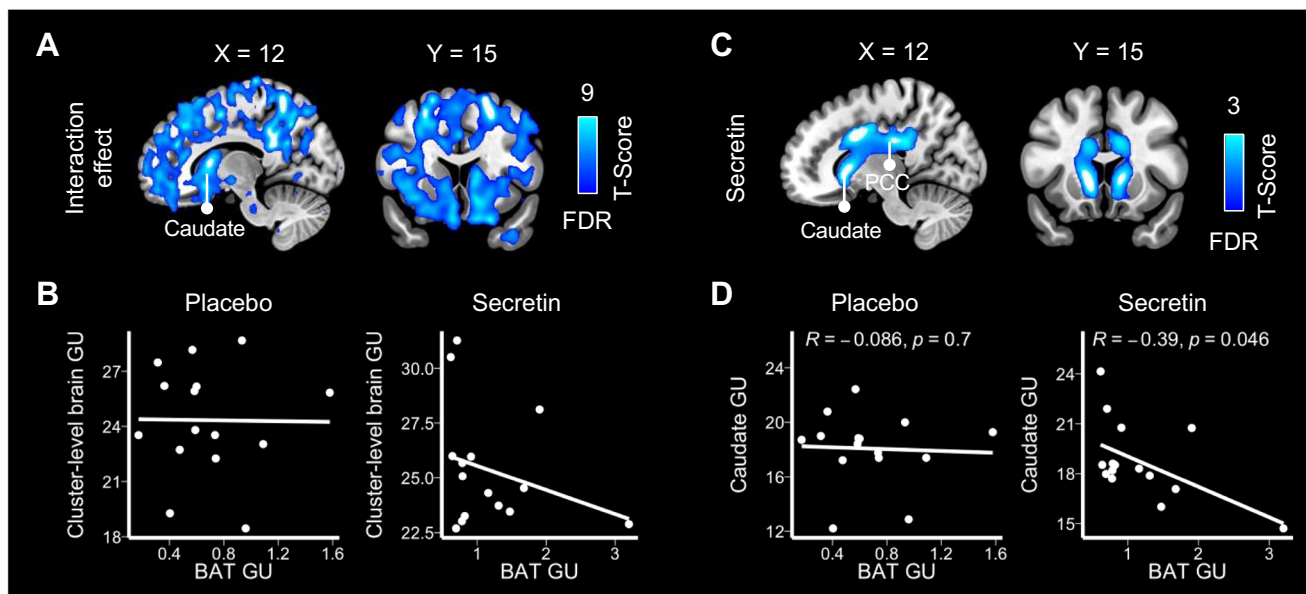 A
X = 12
Y = 15
Interaction
effect
Caudate
9
T-Score
FDR
C
X = 12
Y = 15
Secretin
PCC
Caudate
3
T-Score
FDR
B
Placebo
Cluster-level brain GU
27
24
21
18
0.4
0.8
1.2
1.6
BAT GU
Secretin
Cluster-level brain GU
30.0
27.5
25.0
22.5
1
2
3
BAT GU
D
Placebo
R = −0.086, p = 0.7
Caudate GU
24
20
16
12
0.4
0.8
1.2
1.6
BAT GU
Secretin
R = −0.39, p = 0.046
Caudate GU
24
21
18
15
1
2
3
BAT GU